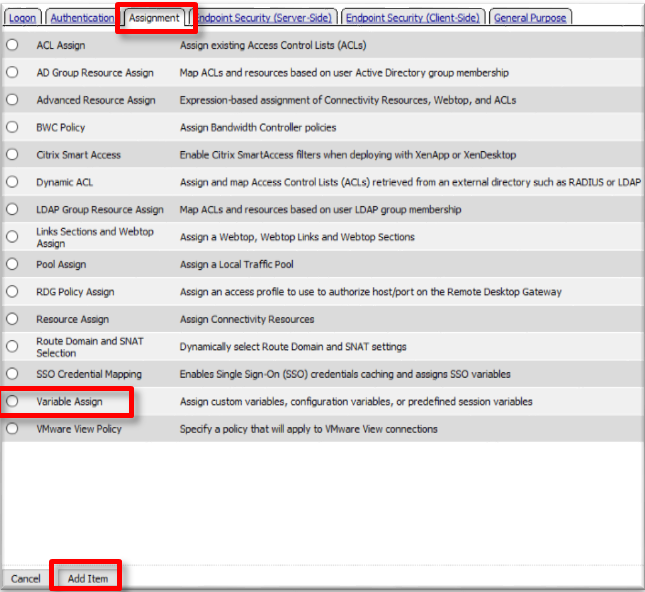 Logon Authentication Assignment Endpoint Security (Server-Side) Endpoint Security (Client-Side) General Purpose
ACL Assign Assign existing Access Control Lists (ACLs)
AD Group Resource Assign Map ACLs and resources based on user Active Directory group membership
Advanced Resource Assign Expression-based assignment of Connectivity Resources, Webtop, and ACLs
BWC Policy Assign Bandwidth Controller policies
Citrix Smart Access Enable Citrix SmartAccess filters when deploying with XenApp or XenDesktop
Dynamic ACL Assign and map Access Control Lists (ACLs) retrieved from an external directory such as RADIUS or LDAP
LDAP Group Resource Assign Map ACLs and resources based on user LDAP group membership
Links Sections and Webtop
Assign Assign a Webtop, Webtop Links and Webtop Sections
Pool Assign Assign a Local Traffic Pool
RDG Policy Assign Assign an access profile to use to authorize host/port on the Remote Desktop Gateway
Resource Assign Assign Connectivity Resources
Route Domain and SNAT
Selection Dynamically select Route Domain and SNAT settings
SSO Credential Mapping Enables Single Sign-On (SSO) credentials caching and assigns SSO variables
Variable Assign Assign custom variables, configuration variables, or predefined session variables
VMware View Policy Specify a policy that will apply to VMware View connections
Cancel Add Item